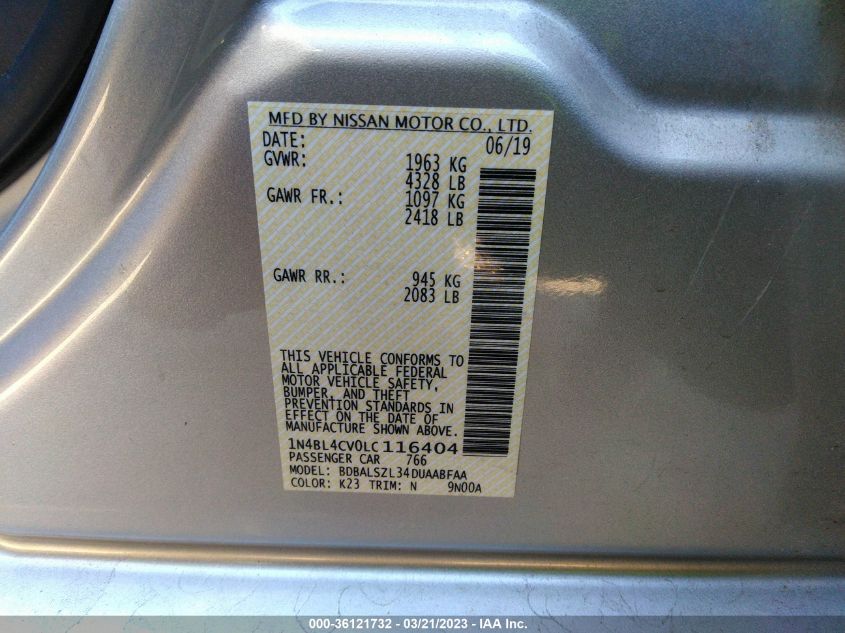 MFD BY NISSAN MOTOR CO., LTD.
DATE: 06/19
GVWR: 1963 KG
4328 LB
GAWR FR.: 1097 KG
2418 LB
GAWR RR.: 945 KG
2083 LB
THIS VEHICLE CONFORMS TO
ALL APPLICABLE FEDERAL
MOTOR VEHICLE SAFETY,
BUMPER, AND THEFT
PREVENTION STANDARDS IN
EFFECT ON THE DATE OF
MANUFACTURE SHOWN ABOVE.
1N4BL4CV0LC116404
PASSENGER CAR 766
MODEL: BDBALSZL34DUAABFAA
COLOR: K23 TRIM: N 9N00A
000-36121732 — 03/21/2023 — IAA Inc.